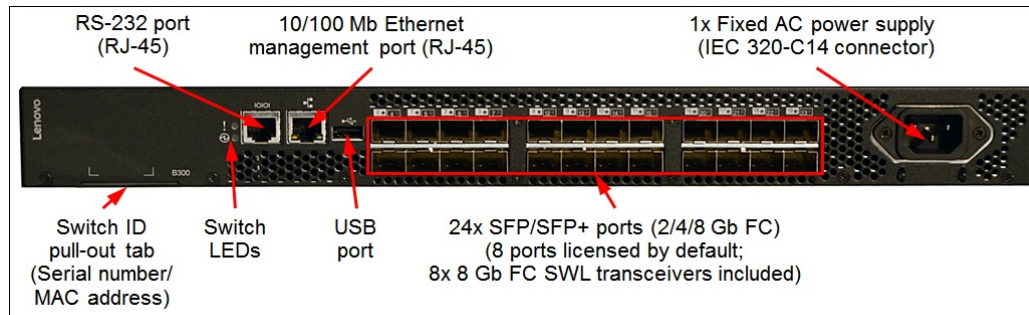 RS-232 port
(RJ-45)
10/100 Mb Ethernet
management port (RJ-45)
1x Fixed AC power supply
(IEC 320-C14 connector)
Lenovo
IOIOI
B300
Switch ID
pull-out tab
(Serial number/
MAC address)
Switch
LEDs
USB
port
24x SFP/SFP+ ports (2/4/8 Gb FC)
(8 ports licensed by default;
8x 8 Gb FC SWL transceivers included)